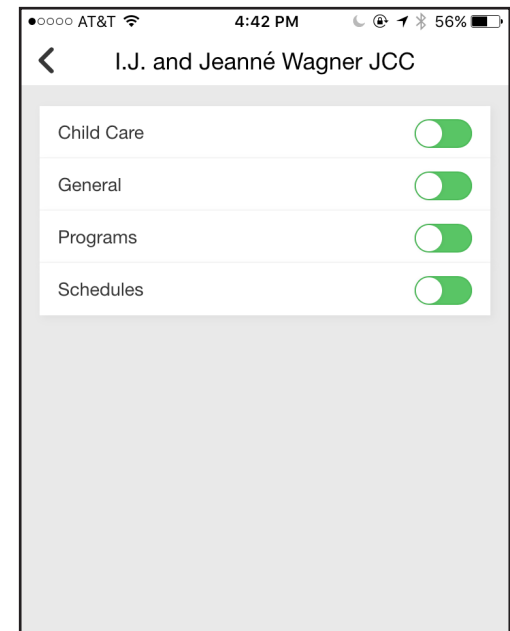 AT&T 4:42 PM 56%
I.J. and Jeanné Wagner JCC
Child Care
General
Programs
Schedules